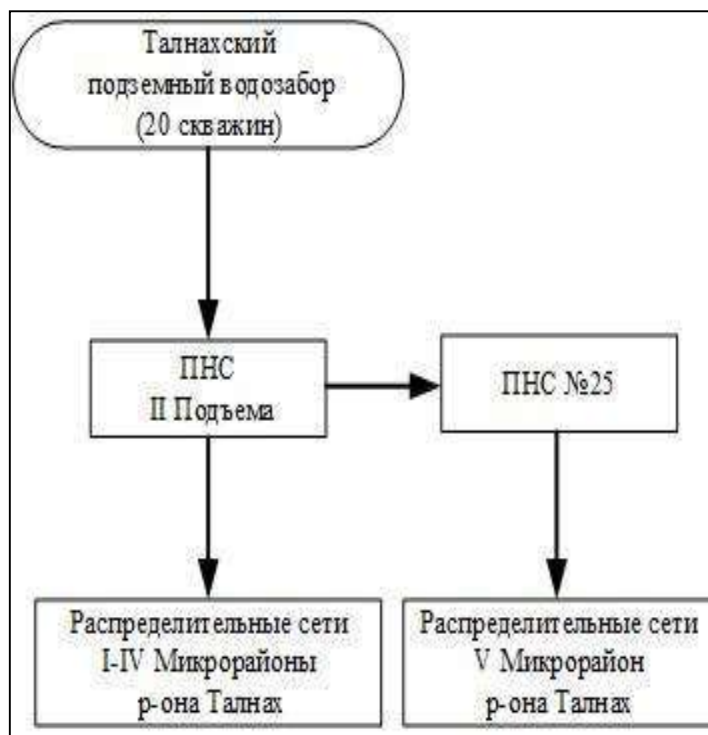 Талнахский
подземный водозабор
(20 скважин)
ПНС
II Подъема
ПНС №25
Распределительные сети
I-IV Микрорайоны
р-она Талнах
Распределительные сети
V Микрорайон
р-она Талнах